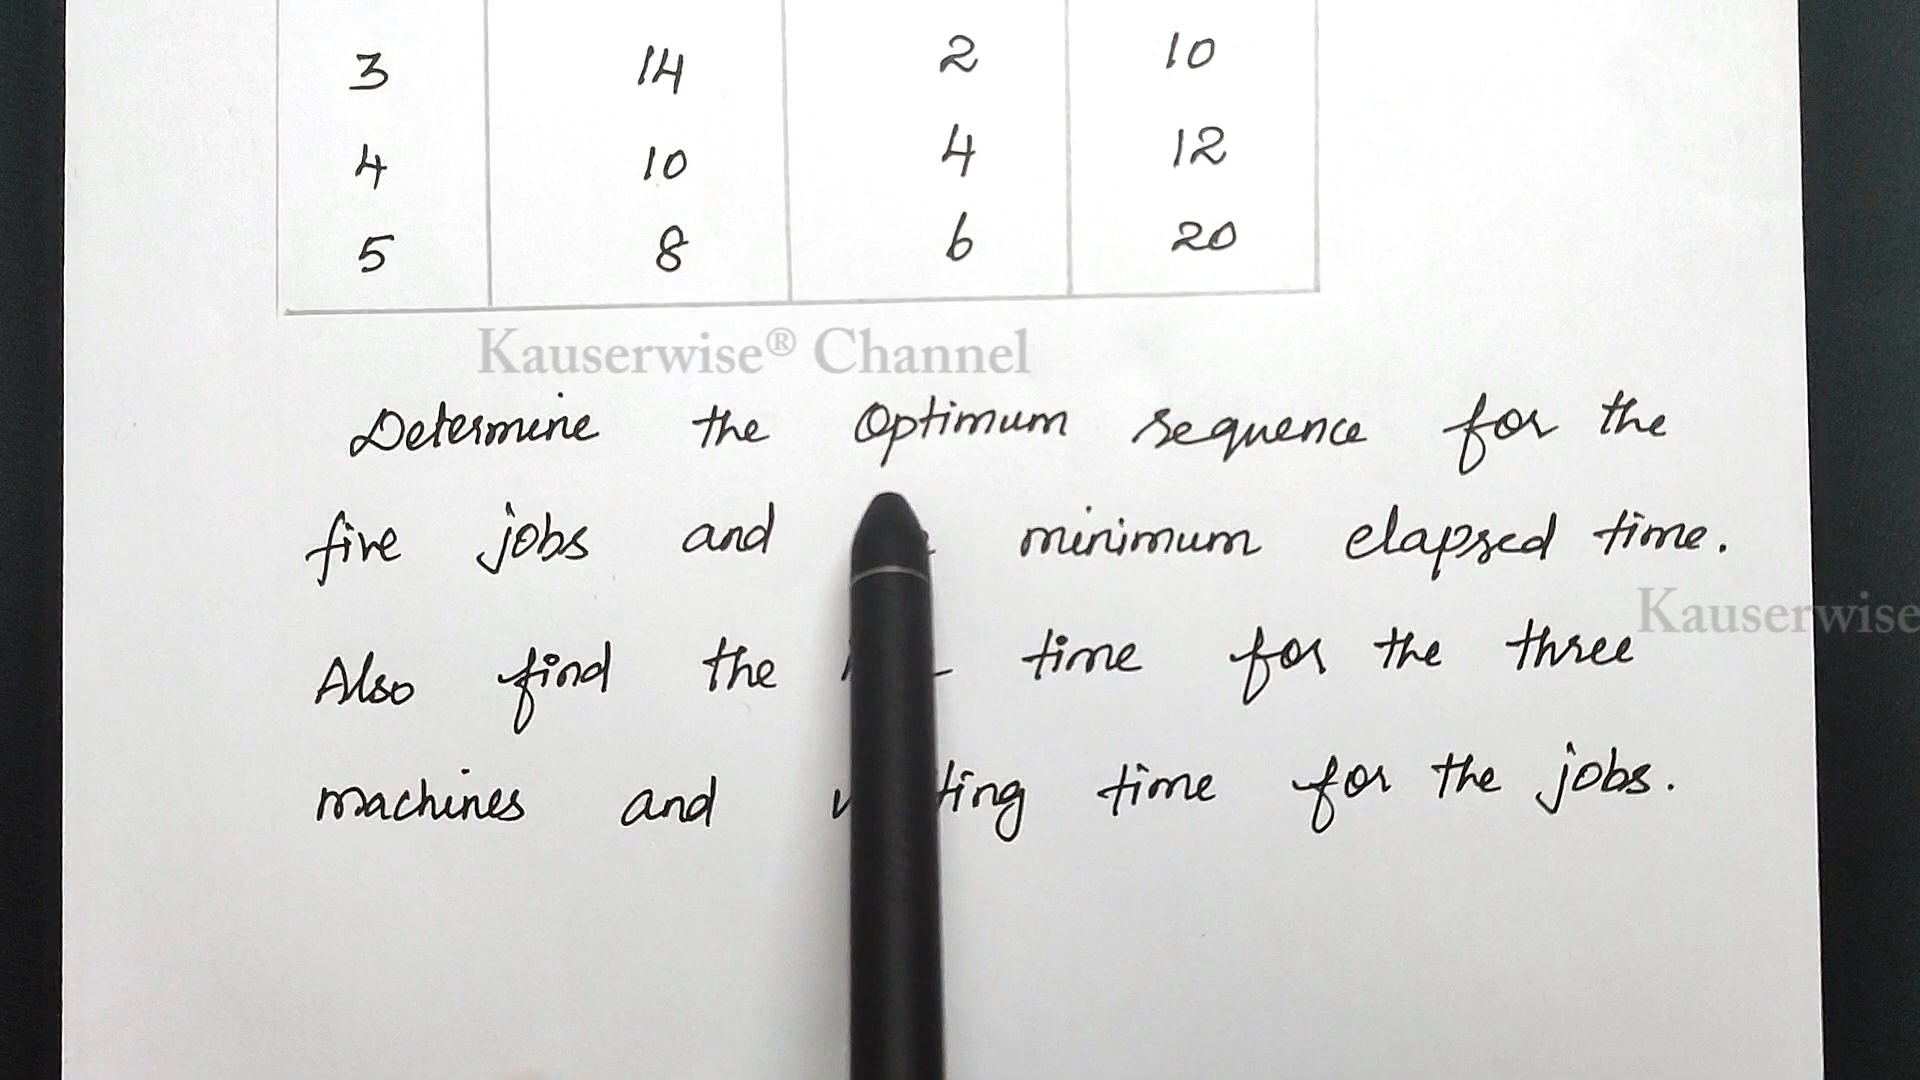 3 14 2 10
4 10 4 12
5 8 6 20
Kauserwise® Channel
Determine the Optimum sequence for the
five jobs and minimum elapsed time.
Kauserwise
Also find the time for the three
machines and time for the jobs.